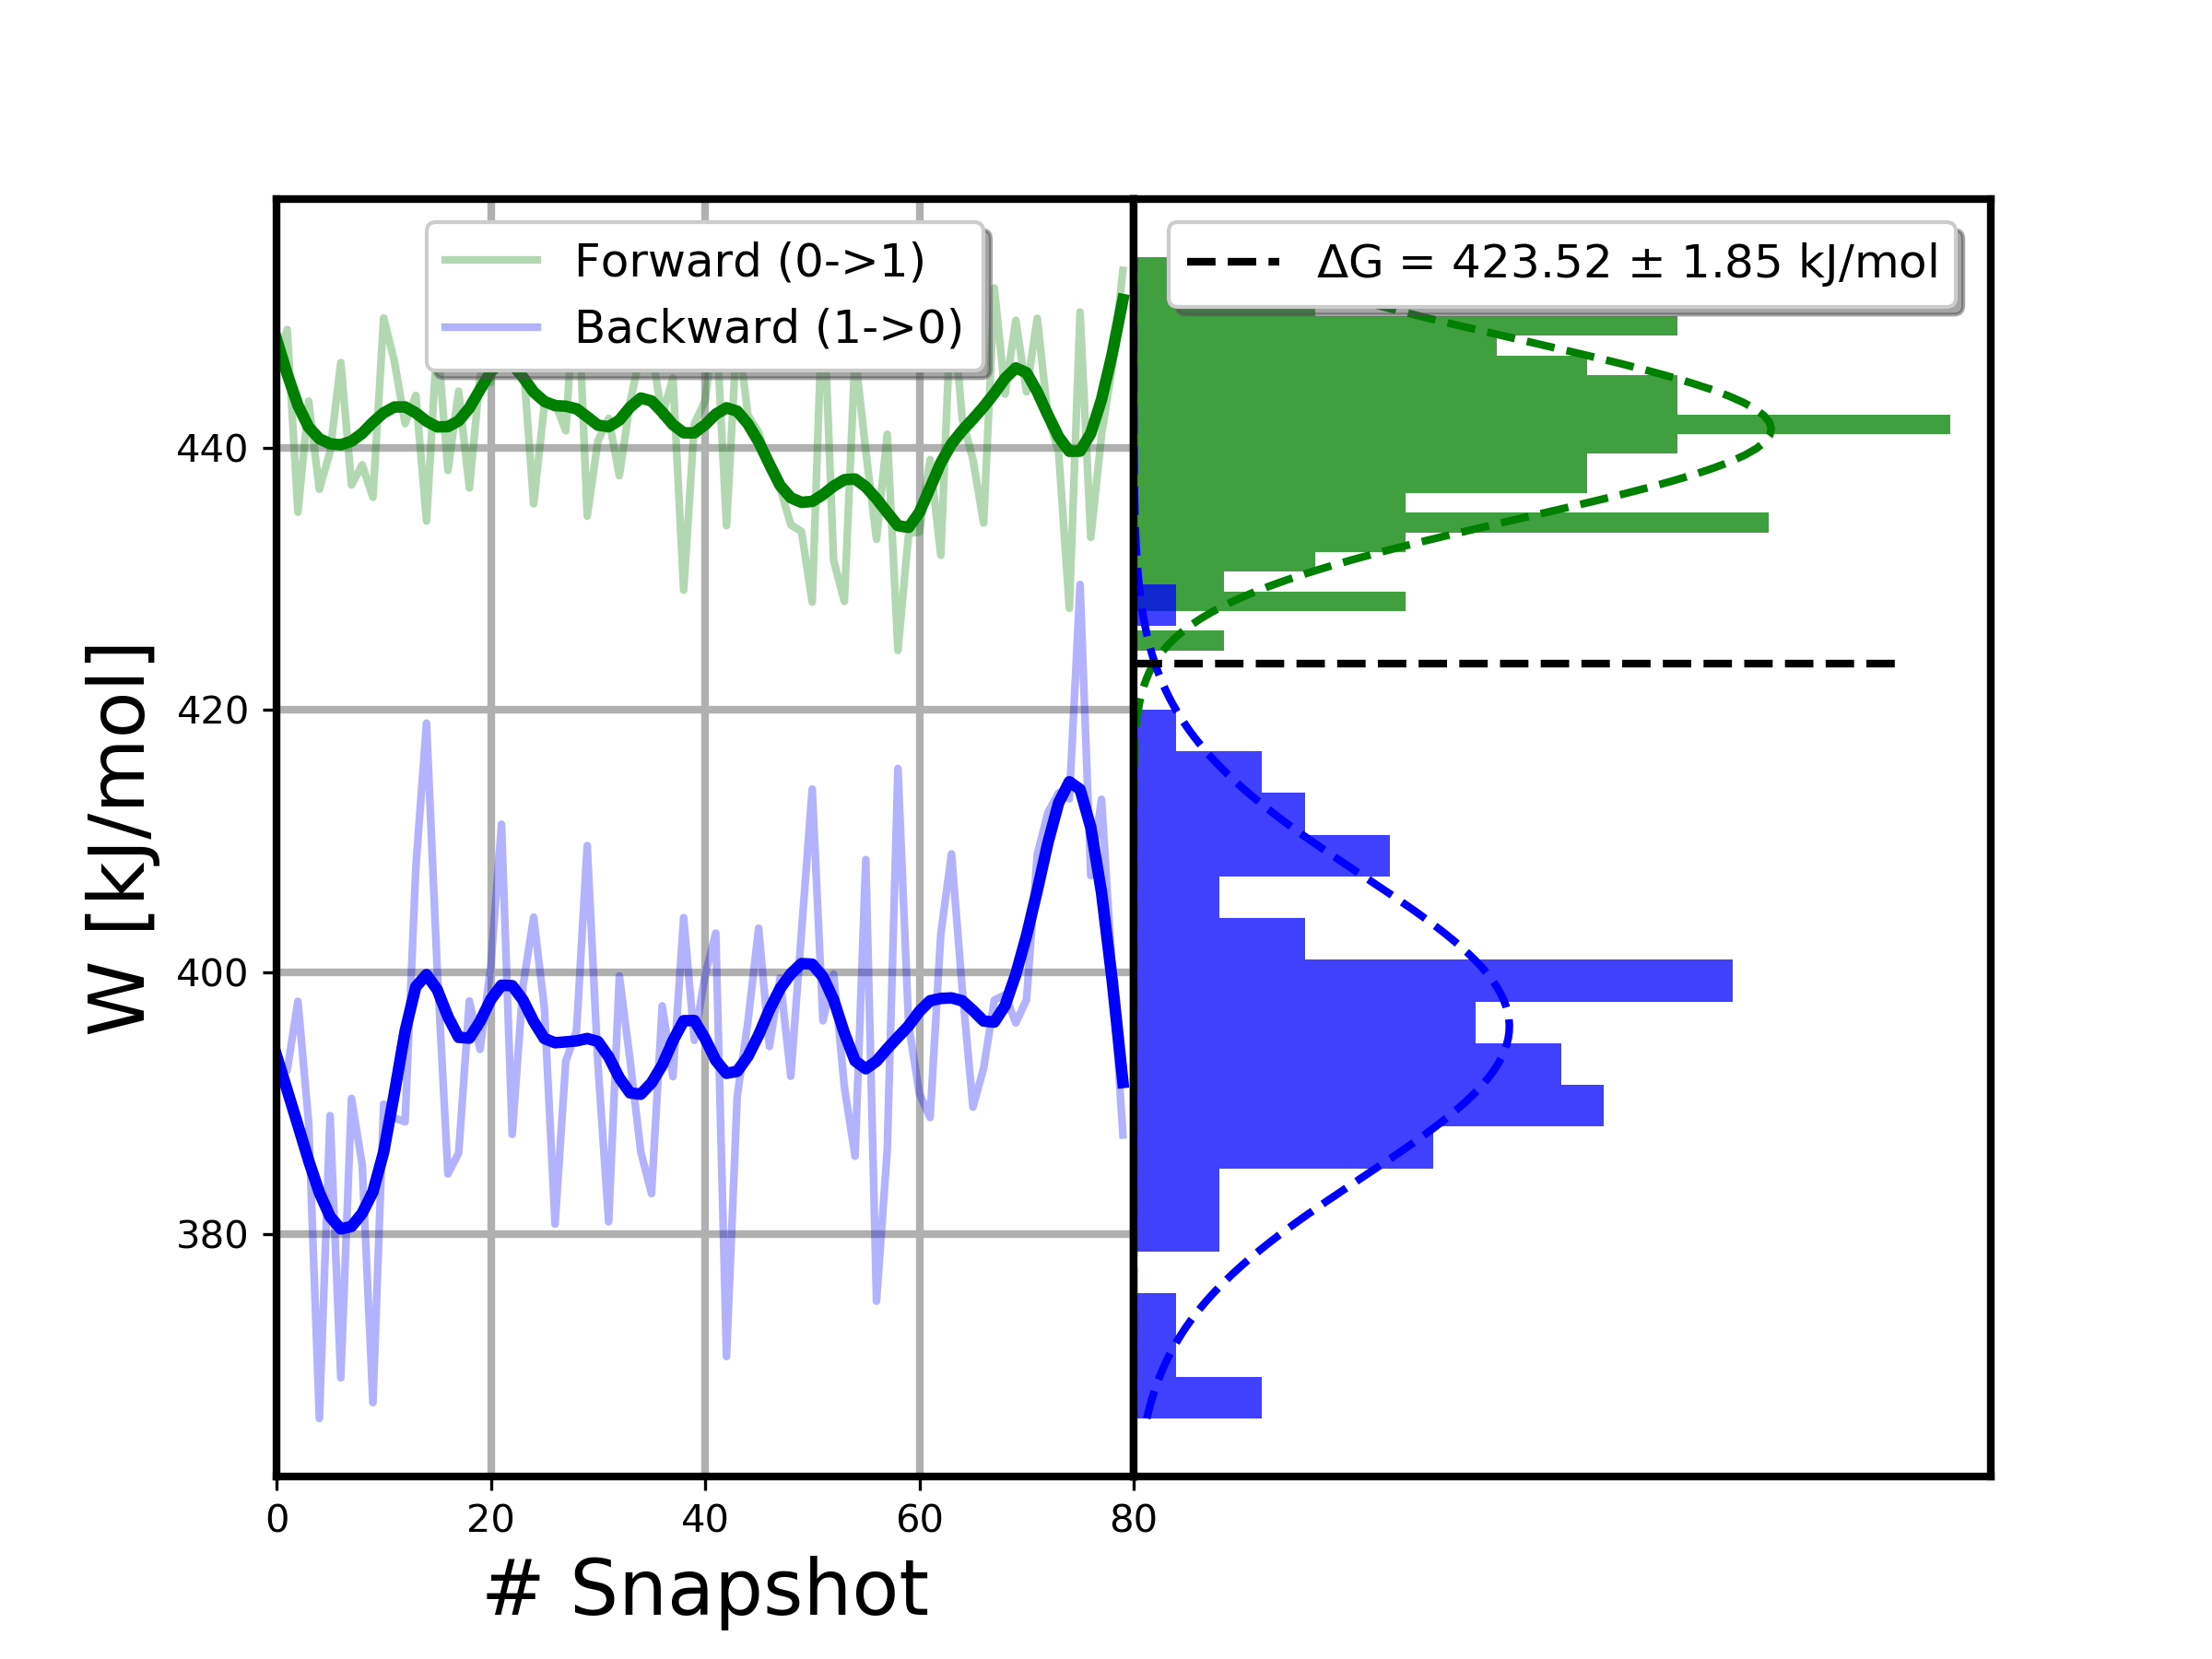 Forward (0->1)
Backward (1->0)
ΔG = 423.52 ± 1.85 kJ/mol
W [kJ/mol]
440
420
400
380
0 20 40 60 80
# Snapshot